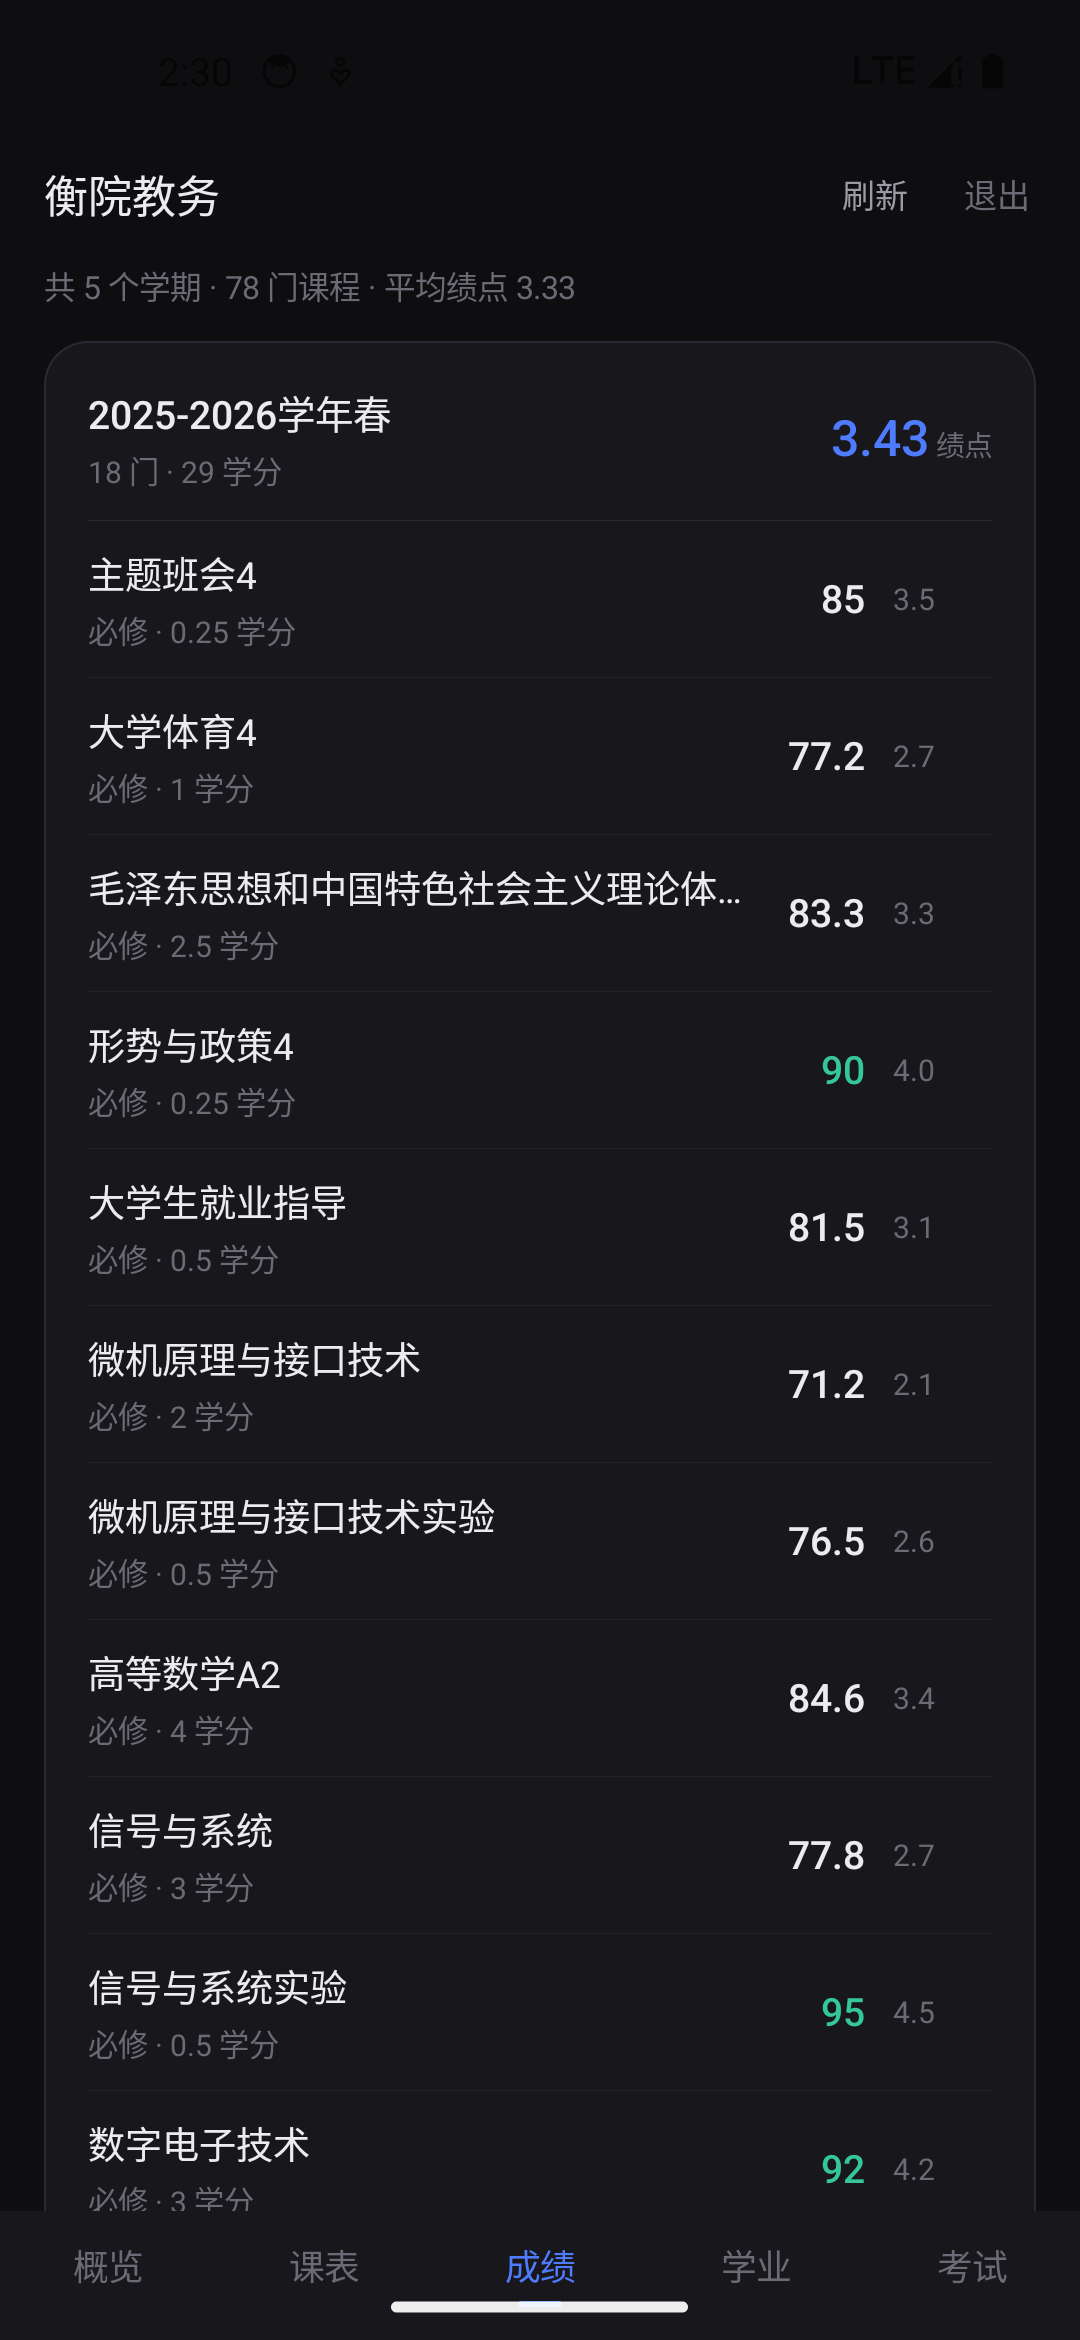 2:30
LTE
衡院教务
刷新
退出
共 5 个学期 · 78 门课程 · 平均绩点 3.33
2025-2026学年春
3.43 绩点
18 门 · 29 学分
主题班会4
必修 · 0.25 学分
85 3.5
大学体育4
必修 · 1 学分
77.2 2.7
毛泽东思想和中国特色社会主义理论体...
必修 · 2.5 学分
83.3 3.3
形势与政策4
必修 · 0.25 学分
90 4.0
大学生就业指导
必修 · 0.5 学分
81.5 3.1
微机原理与接口技术
必修 · 2 学分
71.2 2.1
微机原理与接口技术实验
必修 · 0.5 学分
76.5 2.6
高等数学A2
必修 · 4 学分
84.6 3.4
信号与系统
必修 · 3 学分
77.8 2.7
信号与系统实验
必修 · 0.5 学分
95 4.5
数字电子技术
必修 · 3 学分
92 4.2
概览
课表
成绩
学业
考试